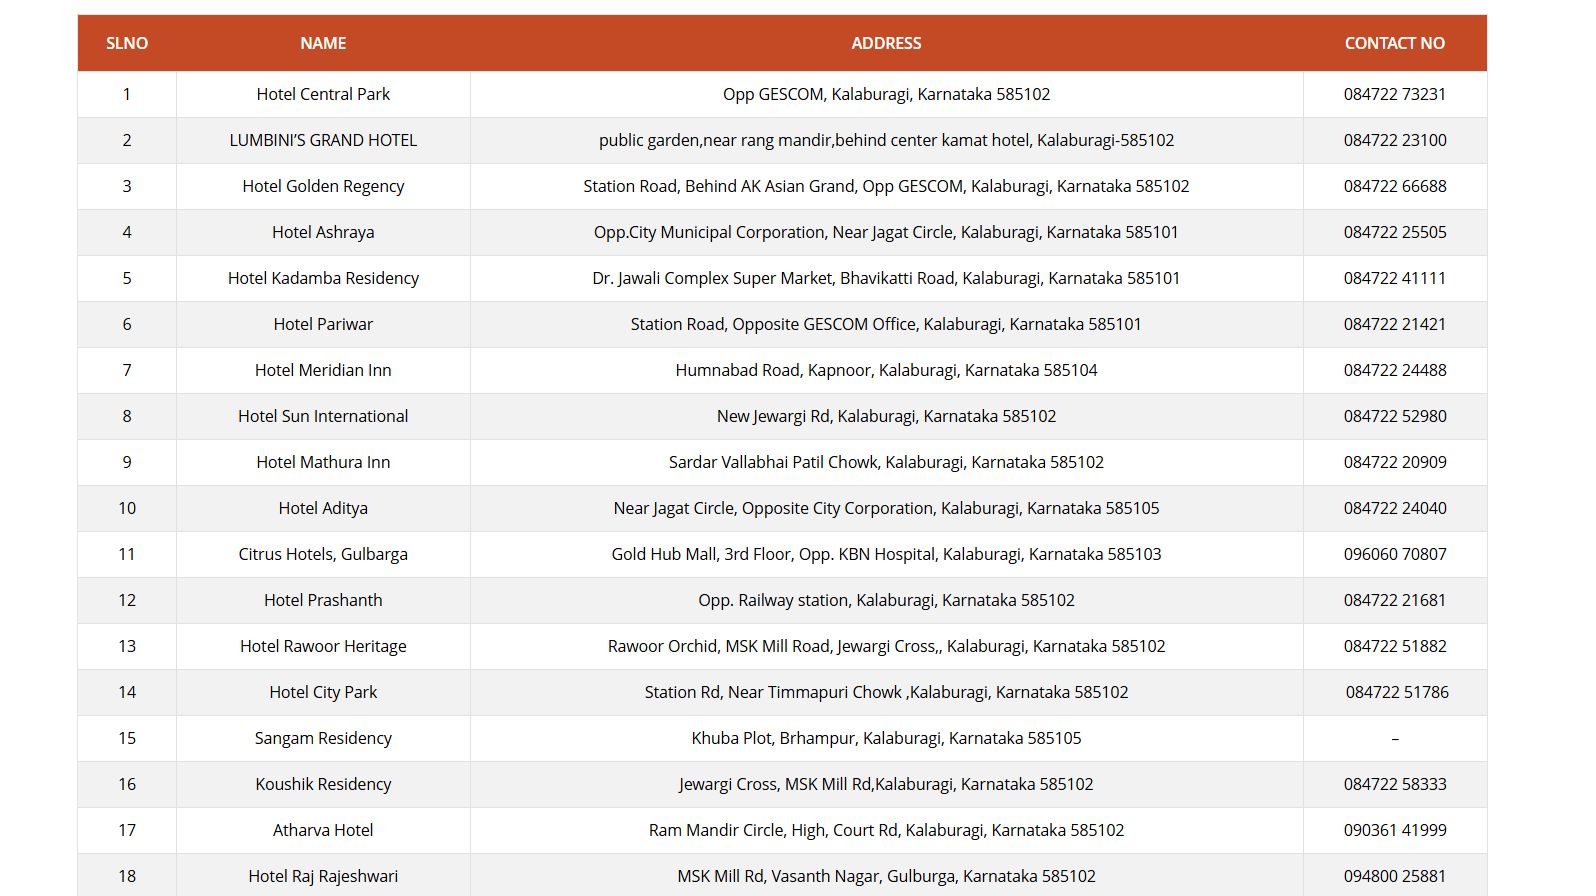 SLNO NAME ADDRESS CONTACT NO
1 Hotel Central Park Opp GESCOM, Kalaburagi, Karnataka 585102 084722 73231
2 LUMBINI’S GRAND HOTEL public garden,near rang mandir,behind center kamat hotel, Kalaburagi-585102 084722 23100
3 Hotel Golden Regency Station Road, Behind AK Asian Grand, Opp GESCOM, Kalaburagi, Karnataka 585102 084722 66688
4 Hotel Ashraya Opp.City Municipal Corporation, Near Jagat Circle, Kalaburagi, Karnataka 585101 084722 25505
5 Hotel Kadamba Residency Dr. Jawali Complex Super Market, Bhavikatti Road, Kalaburagi, Karnataka 585101 084722 41111
6 Hotel Pariwar Station Road, Opposite GESCOM Office, Kalaburagi, Karnataka 585101 084722 21421
7 Hotel Meridian Inn Humnabad Road, Kapnoor, Kalaburagi, Karnataka 585104 084722 24488
8 Hotel Sun International New Jewargi Rd, Kalaburagi, Karnataka 585102 084722 52980
9 Hotel Mathura Inn Sardar Vallabhai Patil Chowk, Kalaburagi, Karnataka 585102 084722 20909
10 Hotel Aditya Near Jagat Circle, Opposite City Corporation, Kalaburagi, Karnataka 585105 084722 24040
11 Citrus Hotels, Gulbarga Gold Hub Mall, 3rd Floor, Opp. KBN Hospital, Kalaburagi, Karnataka 585103 096060 70807
12 Hotel Prashanth Opp. Railway station, Kalaburagi, Karnataka 585102 084722 21681
13 Hotel Rawoor Heritage Rawoor Orchid, MSK Mill Road, Jewargi Cross,, Kalaburagi, Karnataka 585102 084722 51882
14 Hotel City Park Station Rd, Near Timmapuri Chowk ,Kalaburagi, Karnataka 585102 084722 51786
15 Sangam Residency Khuba Plot, Brhampur, Kalaburagi, Karnataka 585105 –
16 Koushik Residency Jewargi Cross, MSK Mill Rd,Kalaburagi, Karnataka 585102 084722 58333
17 Atharva Hotel Ram Mandir Circle, High, Court Rd, Kalaburagi, Karnataka 585102 090361 41999
18 Hotel Raj Rajeshwari MSK Mill Rd, Vasanth Nagar, Gulburga, Karnataka 585102 094800 25881